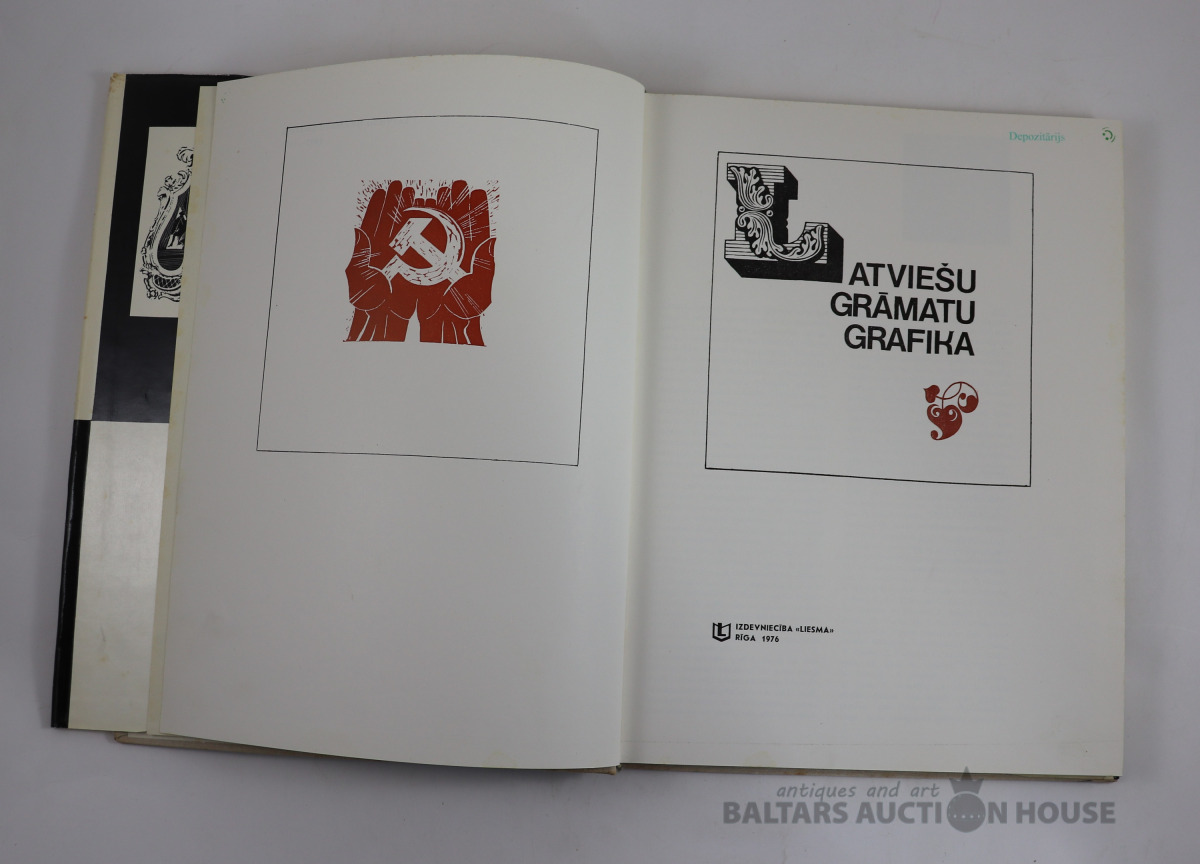 Depozitārijs
LATVIEŠU
GRĀMATU
GRAFIKA
IZDEVNIECĪBA «LIESMA»
RĪGA 1976
antiques and art
BALTARS AUCTION HOUSE